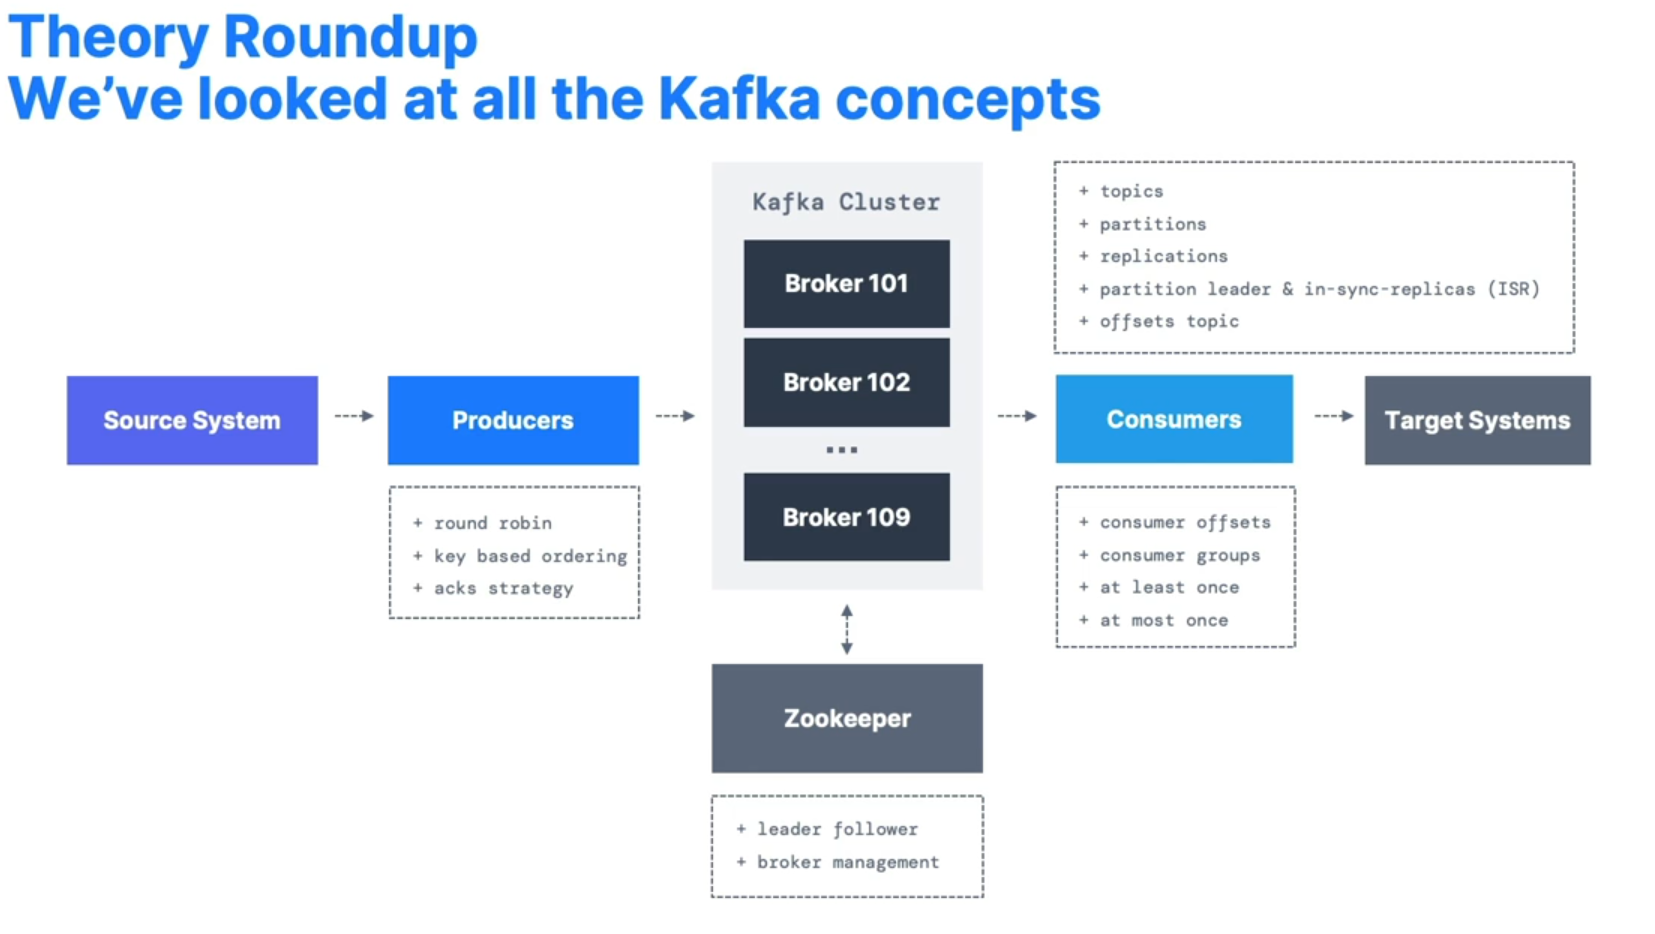 Theory Roundup
We've looked at all the Kafka concepts
Kafka Cluster
Broker 101
Broker 102
...
Broker 109
+ topics
+ partitions
+ replications
+ partition leader & in-sync-replicas (ISR)
+ offsets topic
Source System
Producers
Consumers
Target Systems
+ round robin
+ key based ordering
+ acks strategy
+ consumer offsets
+ consumer groups
+ at least once
+ at most once
Zookeeper
+ leader follower
+ broker management